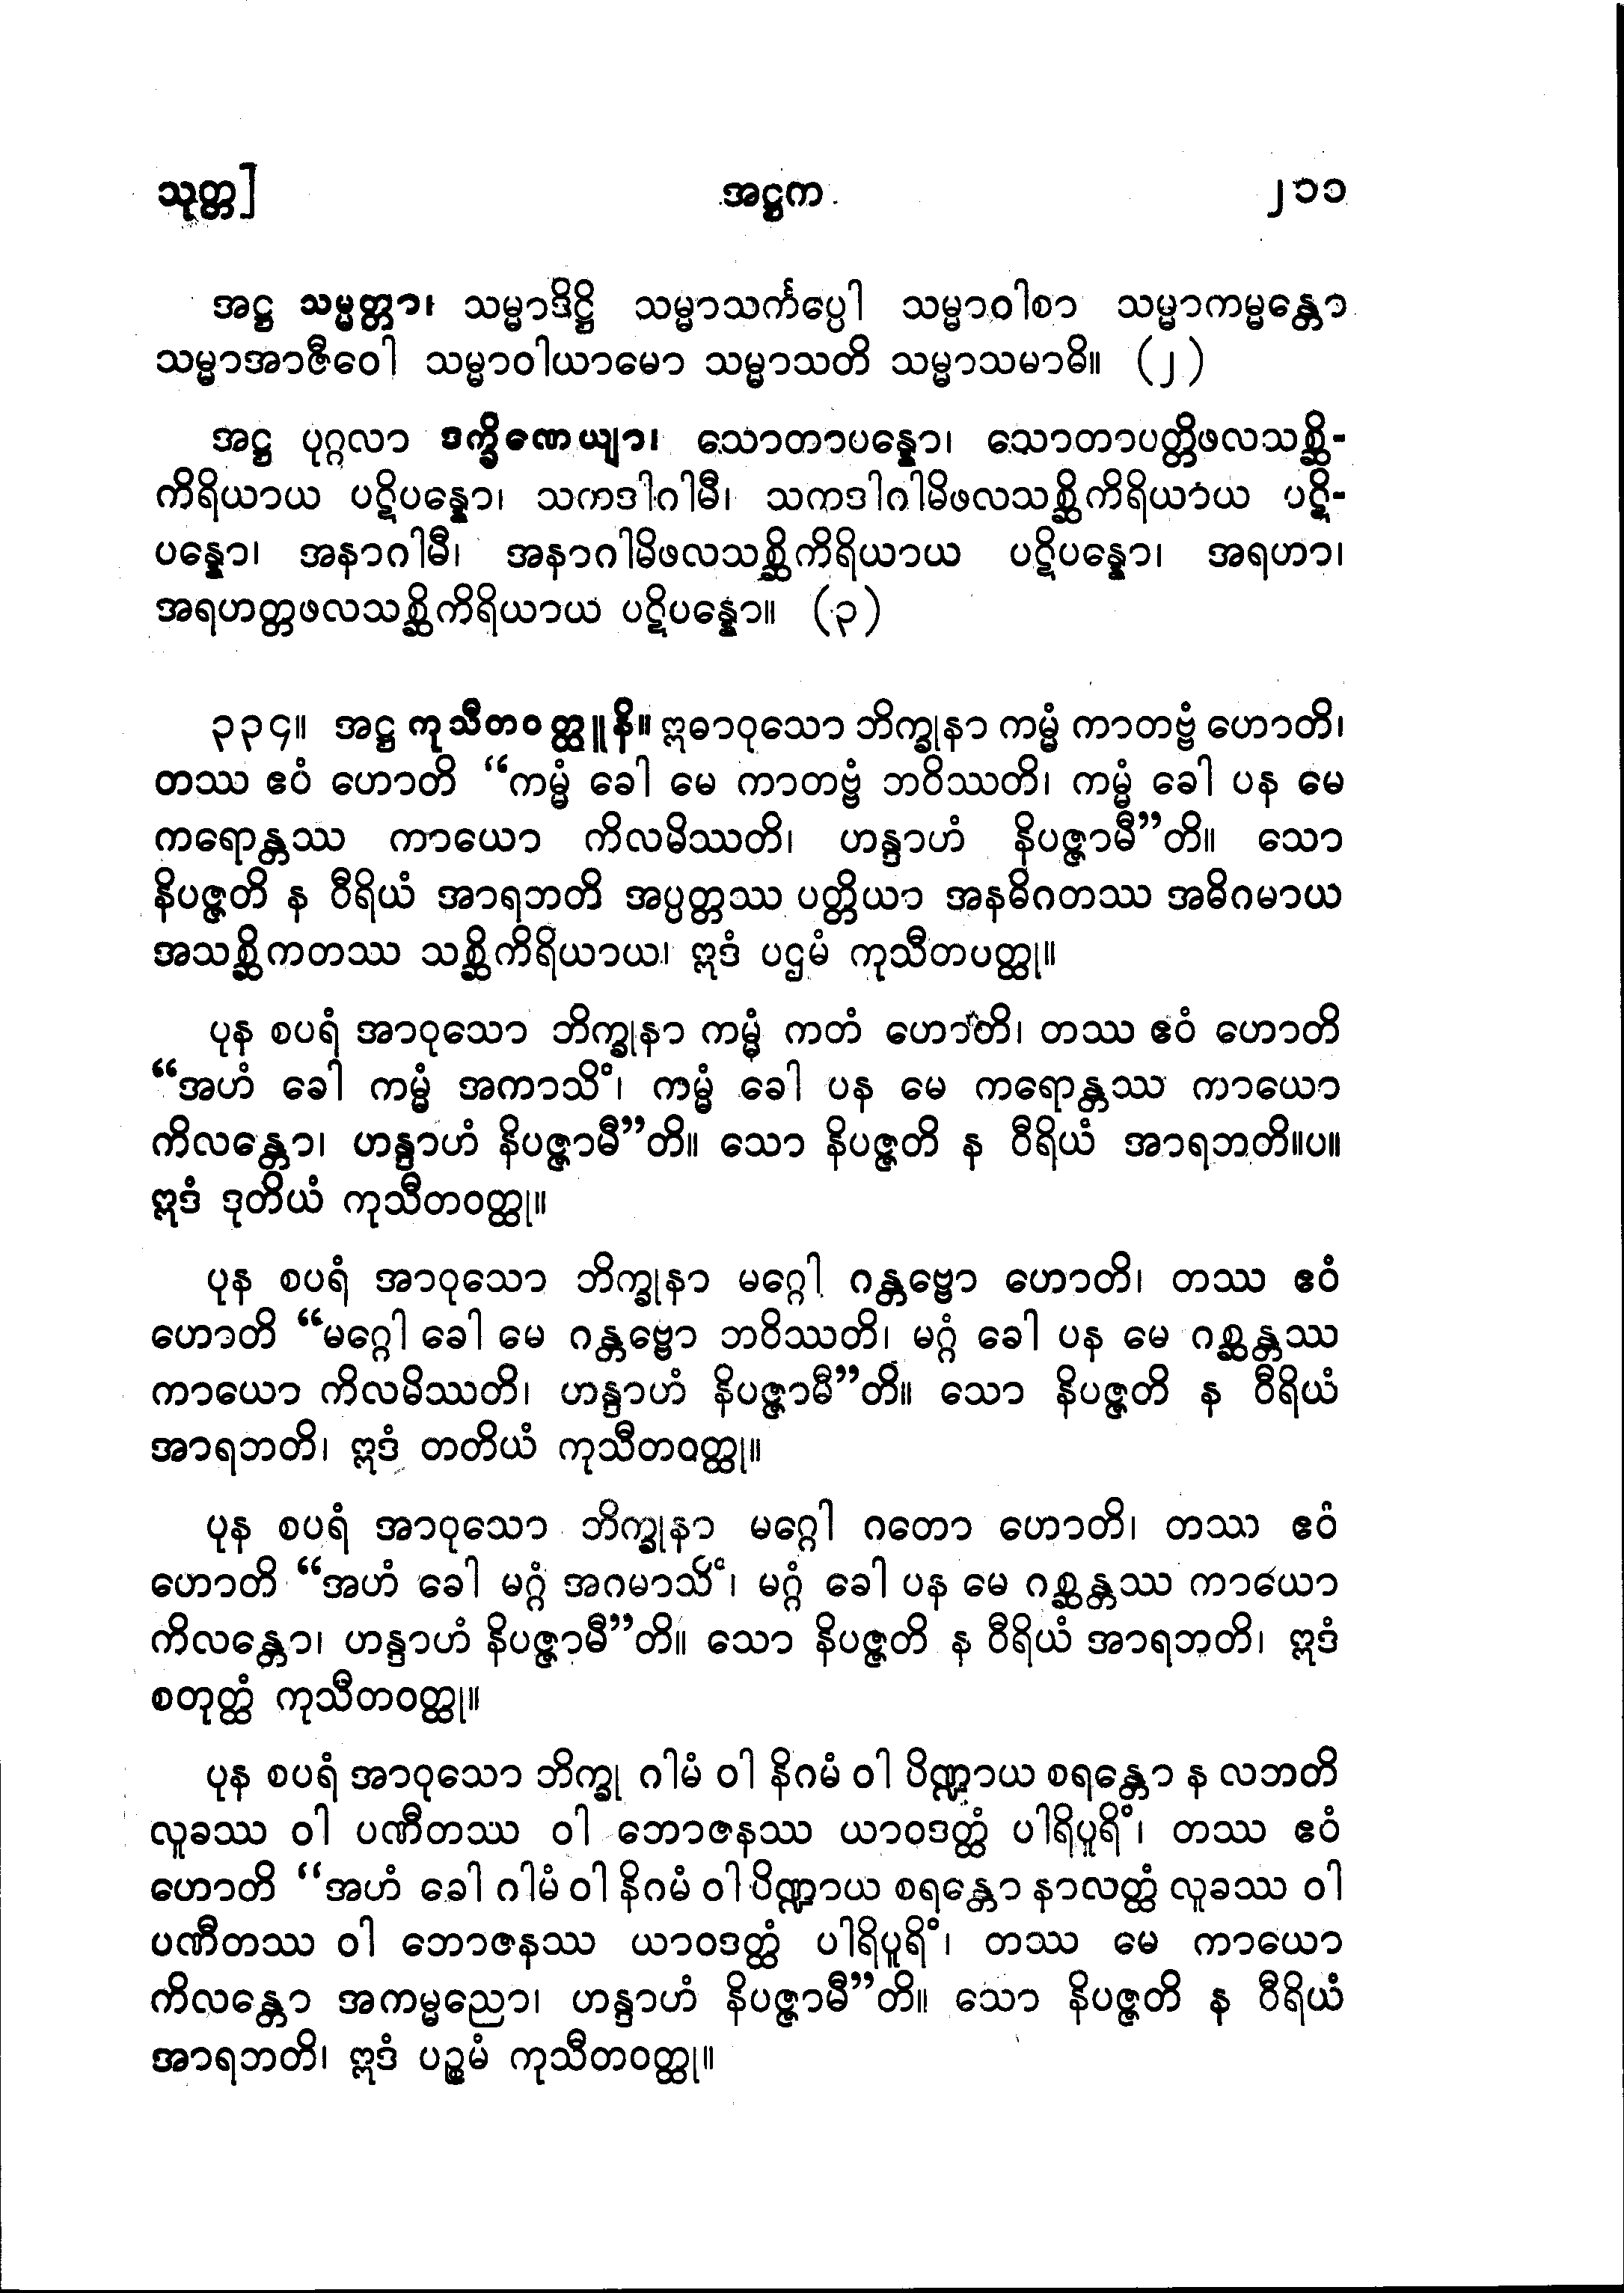 သုတ္တ] အဋ္ဌက ၂၁၁
အဋ္ဌ သမ္မတ္တာ၊ သမ္မာဒိဋ္ဌိ သမ္မာသင်္ကပ္ပေါ သမ္မာဝါစာ သမ္မာကမ္မန္တော
သမ္မာအာဇီဝေါ သမ္မာဝါယာမော သမ္မာသတိ သမ္မာသမာဓိ။ (၂)
အဋ္ဌ ပုဂ္ဂလာ ဒက္ခိဏေယျာ၊ သောတာပန္နော၊ သောတာပတ္တိဖလသစ္ဆိ-
ကိရိယာယ ပဋိပန္နော၊ သကဒါဂါမီ၊ သကဒါဂါမိဖလသစ္ဆိကိရိယာယ ပဋိ-
ပန္နော၊ အနာဂါမီ၊ အနာဂါမိဖလသစ္ဆိကိရိယာယ ပဋိပန္နော၊ အရဟာ၊
အရဟတ္တဖလသစ္ဆိကိရိယာယ ပဋိပန္နော။ (၃)
၃၃၄။ အဋ္ဌ ကုသီတဝတ္ထူနိ။ ဣဓာဝုသော ဘိက္ခုနာ ကမ္မံ ကာတဗ္ဗံ ဟောတိ၊
တဿ ဧဝံ ဟောတိ “ကမ္မံ ခေါ မေ ကာတဗ္ဗံ ဘဝိဿတိ၊ ကမ္မံ ခေါ ပန မေ
ကရောန္တဿ ကာယော ကိလမိဿတိ၊ ဟန္ဒာဟံ နိပဇ္ဇာမီ”တိ။ သော
နိပဇ္ဇတိ န ဝီရိယံ အာရဘတိ အပ္ပတ္တဿ ပတ္တိယာ အနဓိဂတဿ အဓိဂမာယ
အသစ္ဆိကတဿ သစ္ဆိကိရိယာယ၊ ဣဒံ ပဌမံ ကုသီတပတ္ထု။
ပုန စပရံ အာဝုသော ဘိက္ခုနာ ကမ္မံ ကတံ ဟောတိ၊ တဿ ဧဝံ ဟောတိ
“အဟံ ခေါ ကမ္မံ အကာသိံ၊ ကမ္မံ ခေါ ပန မေ ကရောန္တဿ ကာယော
ကိလန္တော၊ ဟန္ဒာဟံ နိပဇ္ဇာမီ”တိ။ သော နိပဇ္ဇတိ န ဝီရိယံ အာရဘတိ။ပ။
ဣဒံ ဒုတိယံ ကုသီတဝတ္ထု။
ပုန စပရံ အာဝုသော ဘိက္ခုနာ မဂ္ဂေါ ဂန္တဗ္ဗော ဟောတိ၊ တဿ ဧဝံ
ဟောတိ “မဂ္ဂေါ ခေါ မေ ဂန္တဗ္ဗော ဘဝိဿတိ၊ မဂ္ဂံ ခေါ ပန မေ ဂစ္ဆန္တဿ
ကာယော ကိလမိဿတိ၊ ဟန္ဒာဟံ နိပဇ္ဇာမီ”တိ။ သော နိပဇ္ဇတိ န ဝီရိယံ
အာရဘတိ၊ ဣဒံ တတိယံ ကုသီတဝတ္ထု။
ပုန စပရံ အာဝုသော ဘိက္ခုနာ မဂ္ဂေါ ဂတော ဟောတိ၊ တဿ ဧဝံ
ဟောတိ “အဟံ ခေါ မဂ္ဂံ အဂမာသိံ၊ မဂ္ဂံ ခေါ ပန မေ ဂစ္ဆန္တဿ ကာယော
ကိလန္တော၊ ဟန္ဒာဟံ နိပဇ္ဇာမီ”တိ။ သော နိပဇ္ဇတိ န ဝီရိယံ အာရဘတိ၊ ဣဒံ
စတုတ္ထံ ကုသီတဝတ္ထု။
ပုန စပရံ အာဝုသော ဘိက္ခု ဂါမံ ဝါ နိဂမံ ဝါ ပိဏ္ဍာယ စရန္တော န လဘတိ
လူခဿ ဝါ ပဏီတဿ ဝါ ဘောဇနဿ ယာဝဒတ္ထံ ပါရိပူရိံ၊ တဿ ဧဝံ
ဟောတိ “အဟံ ခေါ ဂါမံ ဝါ နိဂမံ ဝါ ပိဏ္ဍာယ စရန္တော နာလတ္ထံ လူခဿ ဝါ
ပဏီတဿ ဝါ ဘောဇနဿ ယာဝဒတ္ထံ ပါရိပူရိံ၊ တဿ မေ ကာယော
ကိလန္တော အကမ္မညော၊ ဟန္ဒာဟံ နိပဇ္ဇာမီ”တိ။ သော နိပဇ္ဇတိ န ဝီရိယံ
အာရဘတိ၊ ဣဒံ ပဉ္စမံ ကုသီတဝတ္ထု။